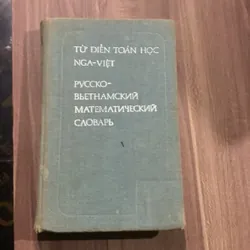 TỪ ĐIỂN TOÁN HỌC
NGA-VIỆT
РУССКО-
ВЬЕТНАМСКИЙ
МАТЕМАТИЧЕСКИЙ
СЛОВАРЬ